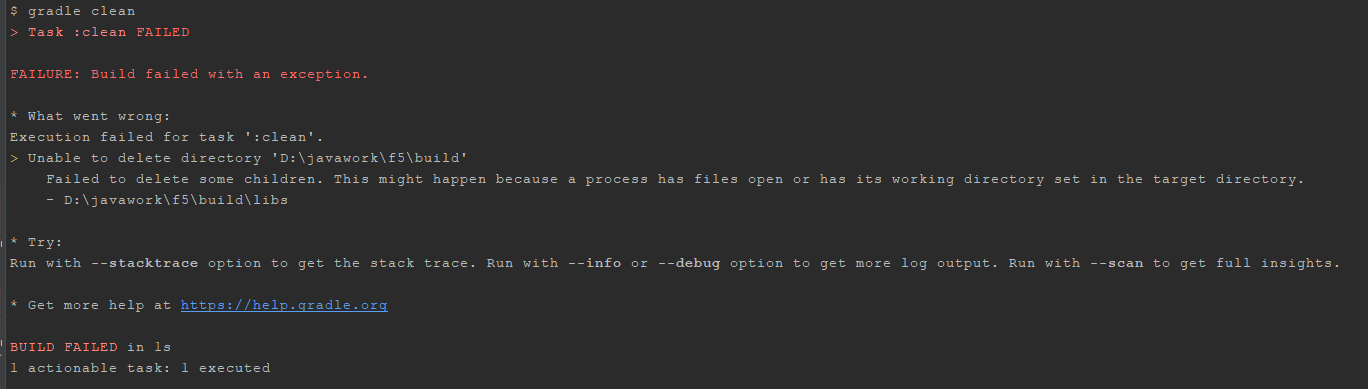 $ gradle clean
> Task :clean FAILED
FAILURE: Build failed with an exception.
* What went wrong:
Execution failed for task ':clean'.
> Unable to delete directory 'D:\javawork\f5\build'
Failed to delete some children. This might happen because a process has files open or has its working directory set in the target directory.
- D:\javawork\f5\build\libs
* Try:
Run with --stacktrace option to get the stack trace. Run with --info or --debug option to get more log output. Run with --scan to get full insights.
* Get more help at https://help.gradle.org
BUILD FAILED in 1s
1 actionable task: 1 executed